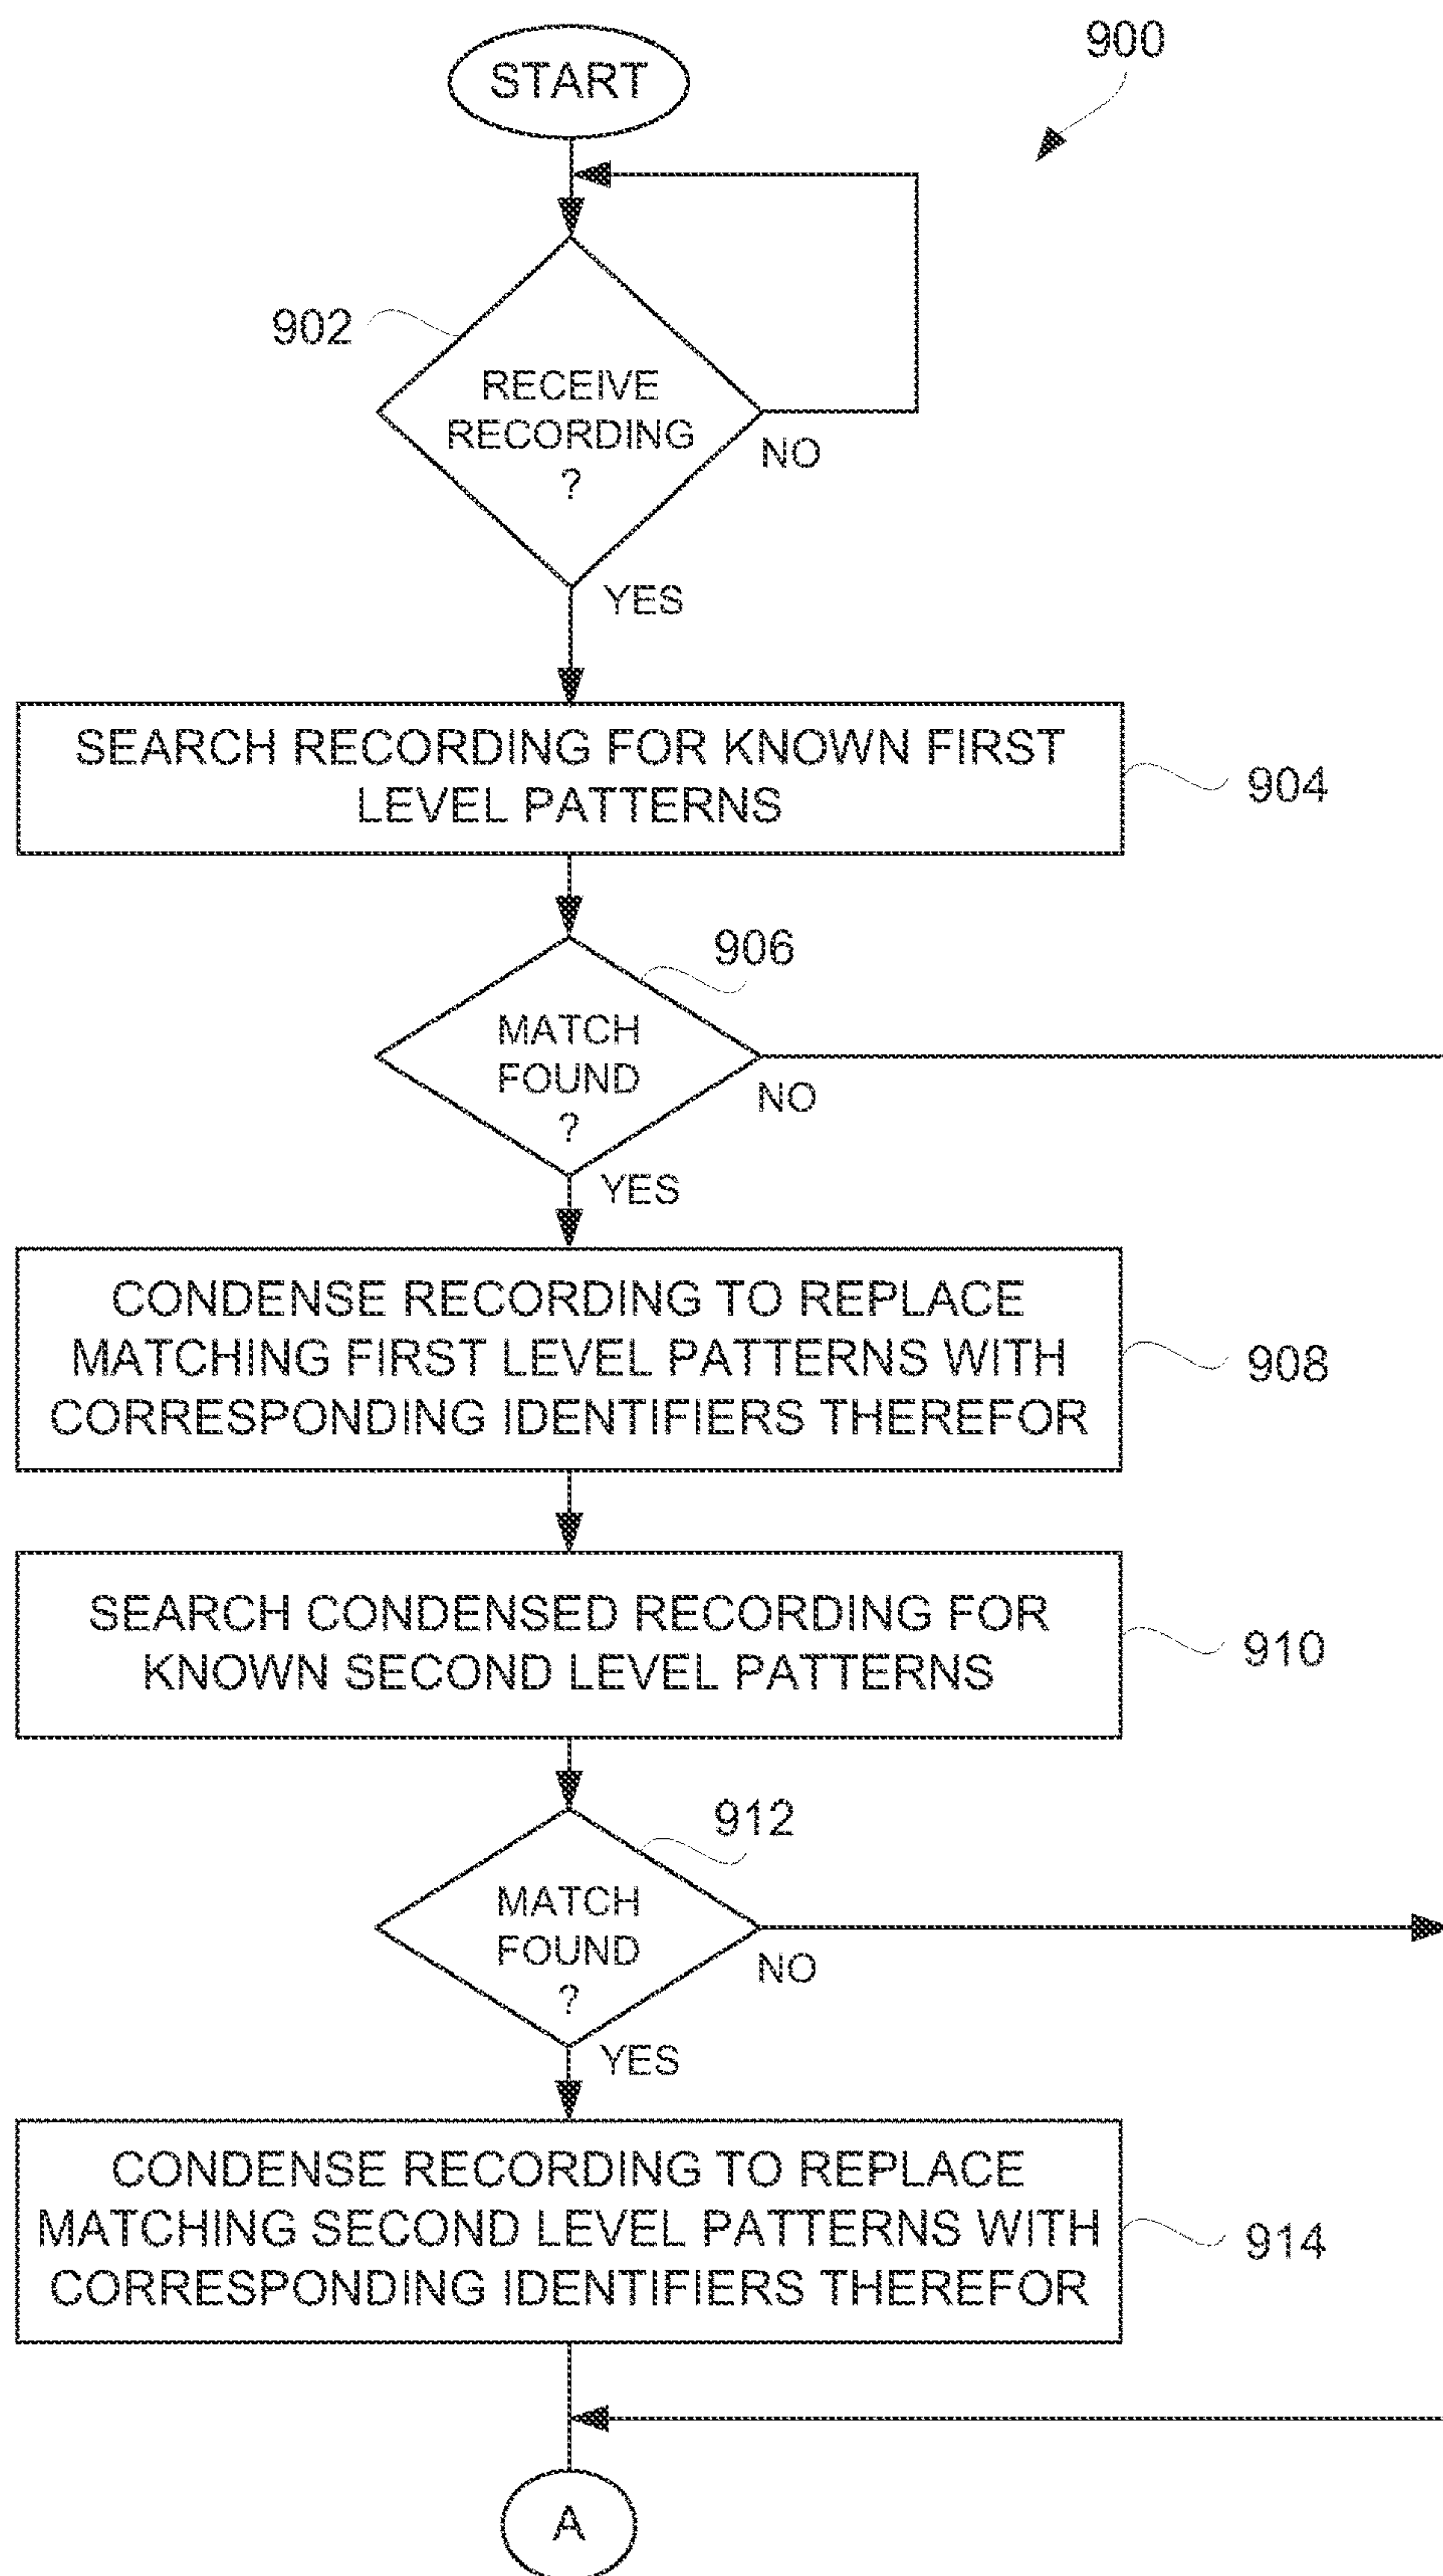 START
900
902
RECEIVE
RECORDING
?
NO
YES
SEARCH RECORDING FOR KNOWN FIRST
LEVEL PATTERNS
904
906
MATCH
FOUND
?
NO
YES
CONDENSE RECORDING TO REPLACE
MATCHING FIRST LEVEL PATTERNS WITH
CORRESPONDING IDENTIFIERS THEREFOR
908
SEARCH CONDENSED RECORDING FOR
KNOWN SECOND LEVEL PATTERNS
910
912
MATCH
FOUND
?
NO
YES
CONDENSE RECORDING TO REPLACE
MATCHING SECOND LEVEL PATTERNS WITH
CORRESPONDING IDENTIFIERS THEREFOR
914
A